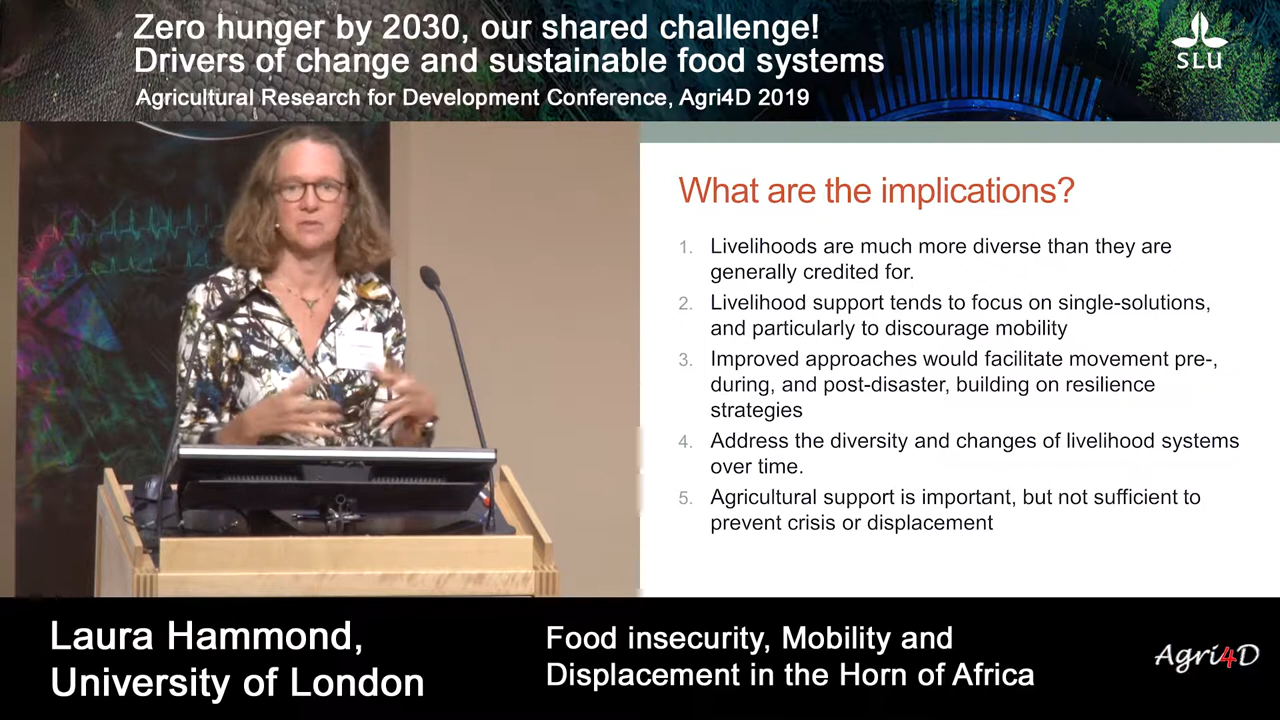 Zero hunger by 2030, our shared challenge!
Drivers of change and sustainable food systems
Agricultural Research for Development Conference, Agri4D 2019
SLU
What are the implications?
1. Livelihoods are much more diverse than they are
generally credited for.
2. Livelihood support tends to focus on single-solutions,
and particularly to discourage mobility
3. Improved approaches would facilitate movement pre-,
during, and post-disaster, building on resilience
strategies
4. Address the diversity and changes of livelihood systems
over time.
5. Agricultural support is important, but not sufficient to
prevent crisis or displacement
Laura Hammond,
University of London
Food insecurity, Mobility and
Displacement in the Horn of Africa
Agri4D